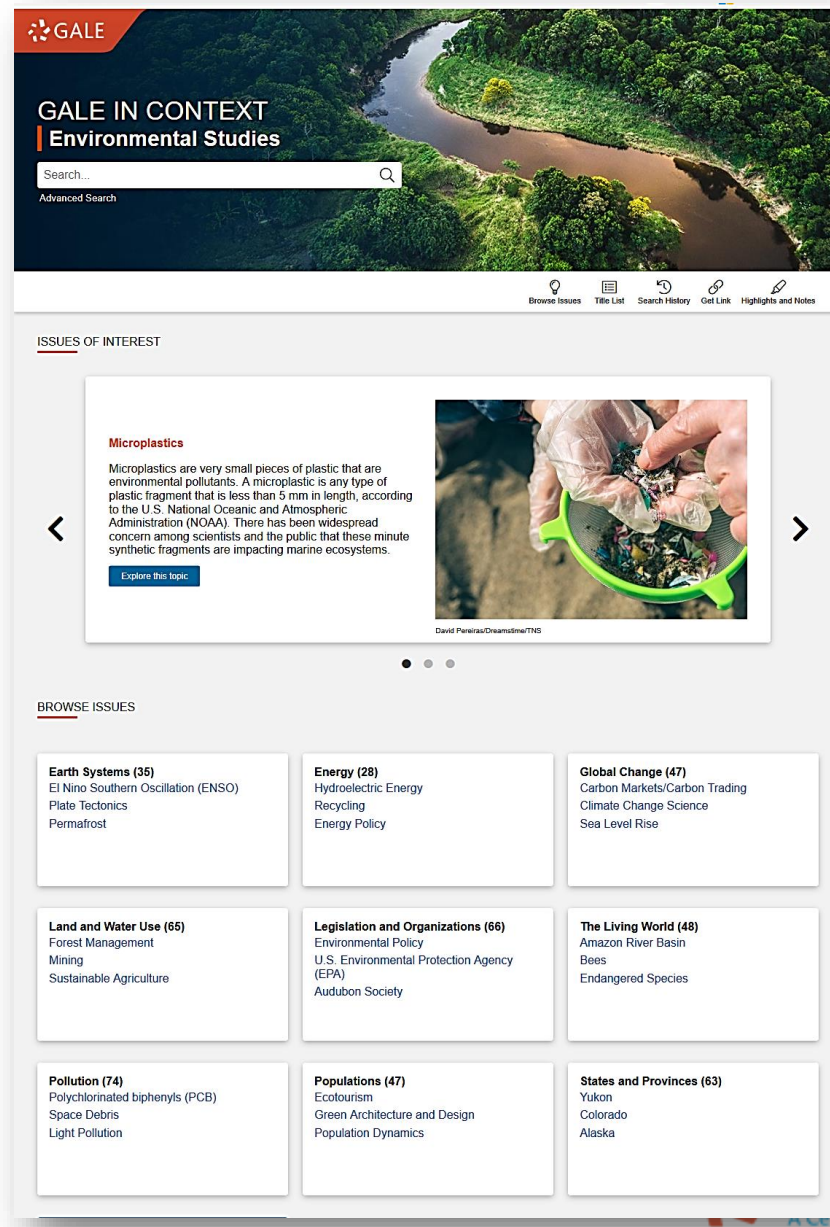 GALE
GALE IN CONTEXT
Environmental Studies
Search...
Advanced Search
Browse Issues
Title List
Search History
Get Link
Highlights and Notes
ISSUES OF INTEREST
Microplastics
Microplastics are very small pieces of plastic that are
environmental pollutants. A microplastic is any type of
plastic fragment that is less than 5 mm in length, according
to the U.S. National Oceanic and Atmospheric
Administration (NOAA). There has been widespread
concern among scientists and the public that these minute
synthetic fragments are impacting marine ecosystems.
Explore this topic
David Pereiras/Dreamstime/TNS
BROWSE ISSUES
Earth Systems (35)
El Nino Southern Oscillation (ENSO)
Plate Tectonics
Permafrost
Energy (28)
Hydroelectric Energy
Recycling
Energy Policy
Global Change (47)
Carbon Markets/Carbon Trading
Climate Change Science
Sea Level Rise
Land and Water Use (65)
Forest Management
Mining
Sustainable Agriculture
Legislation and Organizations (66)
Environmental Policy
U.S. Environmental Protection Agency
(EPA)
Audubon Society
The Living World (48)
Amazon River Basin
Bees
Endangered Species
Pollution (74)
Polychlorinated biphenyls (PCB)
Space Debris
Light Pollution
Populations (47)
Ecotourism
Green Architecture and Design
Population Dynamics
States and Provinces (63)
Yukon
Colorado
Alaska